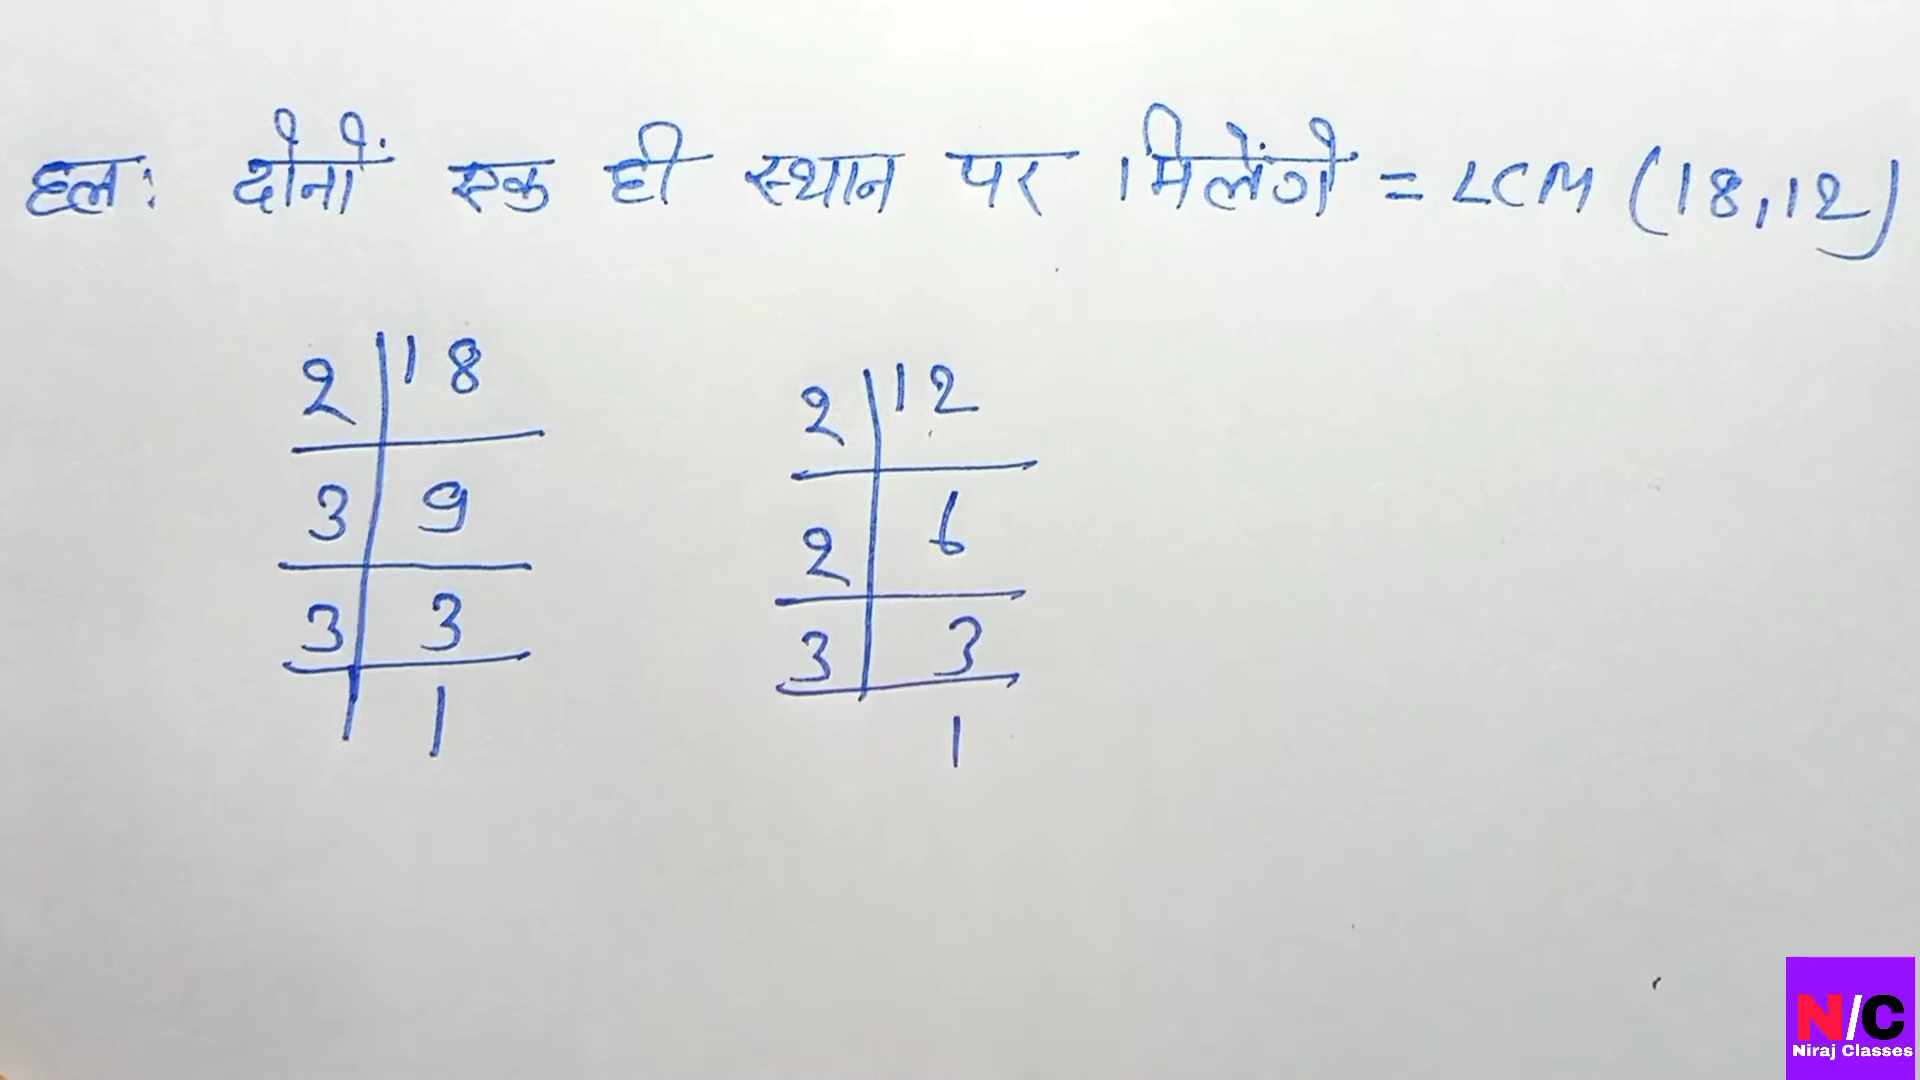 हल: दोनों एक ही स्थान पर मिलेंगे = LCM (18,12)
2 | 18
3 | 9
3 | 3
1
2 | 12
2 | 6
3 | 3
1
N/C
Niraj Classes